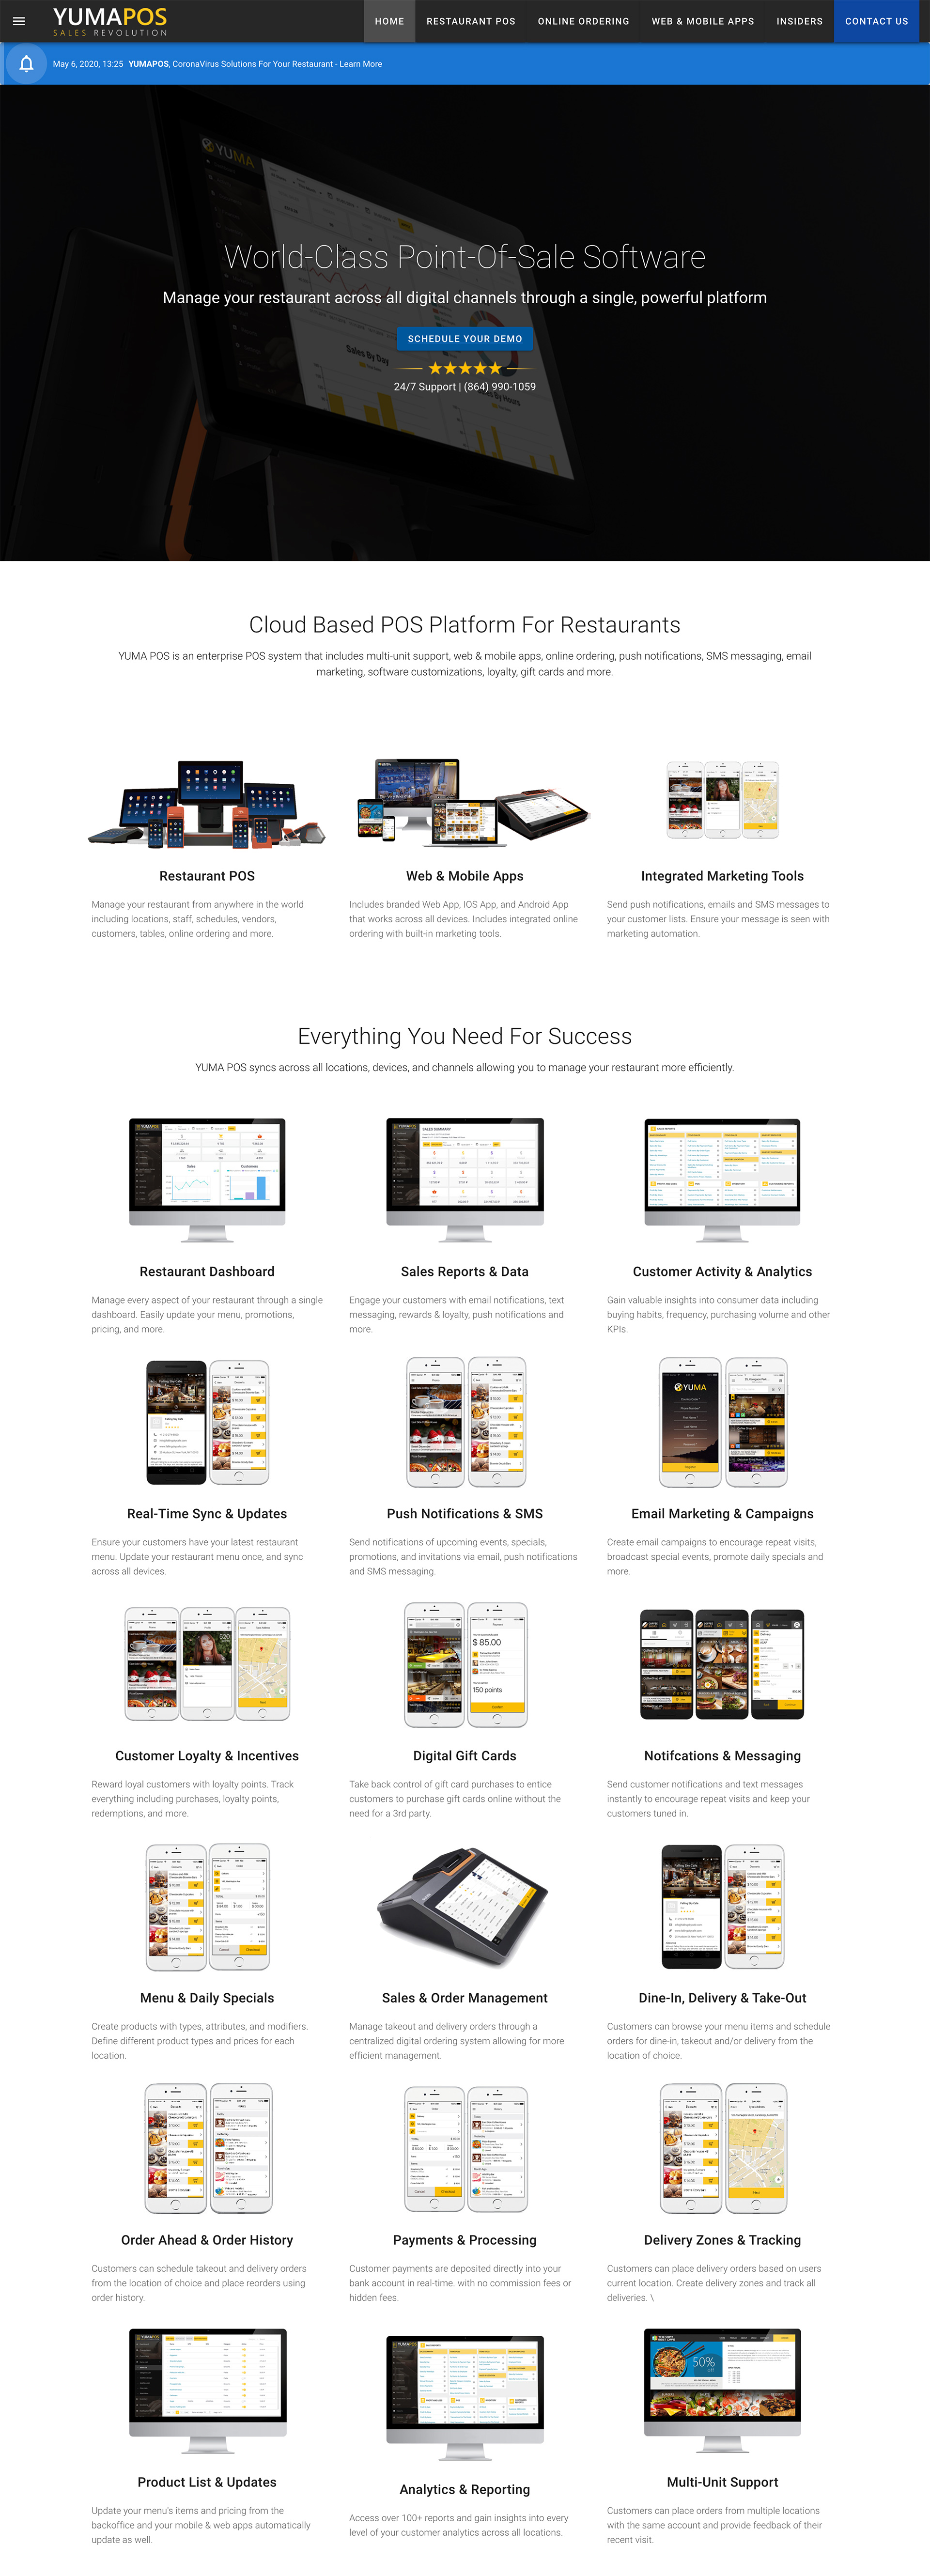 YUMAPOS
SALES REVOLUTION
HOME
RESTAURANT POS
ONLINE ORDERING
WEB & MOBILE APPS
INSIDERS
CONTACT US
May 6, 2020, 13:25 YUMAPOS, CoronaVirus Solutions For Your Restaurant - Learn More
YUMA
Sales By Day
World-Class Point-Of-Sale Software
Manage your restaurant across all digital channels through a single, powerful platform
SCHEDULE YOUR DEMO
24/7 Support | (864) 990-1059
Cloud Based POS Platform For Restaurants
YUMA POS is an enterprise POS system that includes multi-unit support, web & mobile apps, online ordering, push notifications, SMS messaging, email
marketing, software customizations, loyalty, gift cards and more.
Restaurant POS
Manage your restaurant from anywhere in the world
including locations, staff, schedules, vendors,
customers, tables, online ordering and more.
Web & Mobile Apps
Includes branded Web App, IOS App, and Android App
that works across all devices. Includes integrated online
ordering with built-in marketing tools.
Integrated Marketing Tools
Send push notifications, emails and SMS messages to
your customer lists. Ensure your message is seen with
marketing automation.
Everything You Need For Success
YUMA POS syncs across all locations, devices, and channels allowing you to manage your restaurant more efficiently.
Restaurant Dashboard
Manage every aspect of your restaurant through a single
dashboard. Easily update your menu, promotions,
pricing, and more.
Sales Reports & Data
Engage your customers with email notifications, text
messaging, rewards & loyalty, push notifications and
more.
Customer Activity & Analytics
Gain valuable insights into consumer data including
buying habits, frequency, purchasing volume and other
KPIs.
Real-Time Sync & Updates
Ensure your customers have your latest restaurant
menu. Update your restaurant menu once, and sync
across all devices.
Push Notifications & SMS
Send notifications of upcoming events, specials,
promotions, and invitations via email, push notifications
and SMS messaging.
YUMA
Email Marketing & Campaigns
Create email campaigns to encourage repeat visits,
broadcast special events, promote daily specials and
more.
Customer Loyalty & Incentives
Reward loyal customers with loyalty points. Track
everything including purchases, loyalty points,
redemptions, and more.
$ 85.00
150 points
Digital Gift Cards
Take back control of gift card purchases to entice
customers to purchase gift cards online without the
need for a 3rd party.
Notifcations & Messaging
Send customer notifications and text messages
instantly to encourage repeat visits and keep your
customers tuned in.
Menu & Daily Specials
Create products with types, attributes, and modifiers.
Define different product types and prices for each
location.
Sales & Order Management
Manage takeout and delivery orders through a
centralized digital ordering system allowing for more
efficient management.
Dine-In, Delivery & Take-Out
Customers can browse your menu items and schedule
orders for dine-in, takeout and/or delivery from the
location of choice.
Order Ahead & Order History
Customers can schedule takeout and delivery orders
from the location of choice and place reorders using
order history.
Payments & Processing
Customer payments are deposited directly into your
bank account in real-time. with no commission fees or
hidden fees.
Delivery Zones & Tracking
Customers can place delivery orders based on users
current location. Create delivery zones and track all
deliveries. \
Product List & Updates
Update your menu's items and pricing from the
backoffice and your mobile & web apps automatically
update as well.
Analytics & Reporting
Access over 100+ reports and gain insights into every
level of your customer analytics across all locations.
50%
Multi-Unit Support
Customers can place orders from multiple locations
with the same account and provide feedback of their
recent visit.